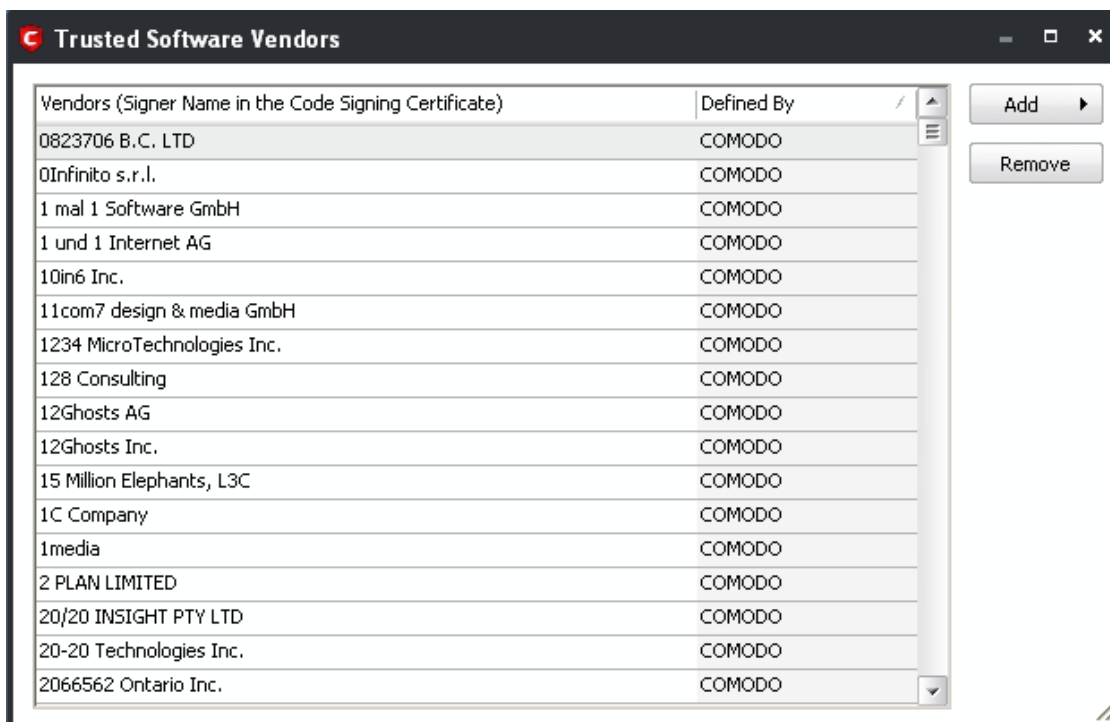 Trusted Software Vendors
Vendors (Signer Name in the Code Signing Certificate) Defined By
Add
0823706 B.C. LTD COMODO
Remove
0Infinito s.r.l. COMODO
1 mal 1 Software GmbH COMODO
1 und 1 Internet AG COMODO
10in6 Inc. COMODO
11com7 design & media GmbH COMODO
1234 MicroTechnologies Inc. COMODO
128 Consulting COMODO
12Ghosts AG COMODO
12Ghosts Inc. COMODO
15 Million Elephants, L3C COMODO
1C Company COMODO
1media COMODO
2 PLAN LIMITED COMODO
20/20 INSIGHT PTY LTD COMODO
20-20 Technologies Inc. COMODO
2066562 Ontario Inc. COMODO